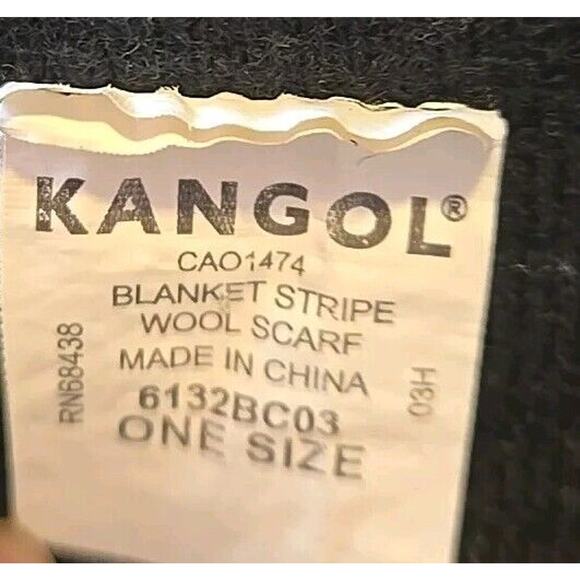 KANGOL®
CAO1474
BLANKET STRIPE
WOOL SCARF
MADE IN CHINA
6132BC03
ONE SIZE
RN68438
03H